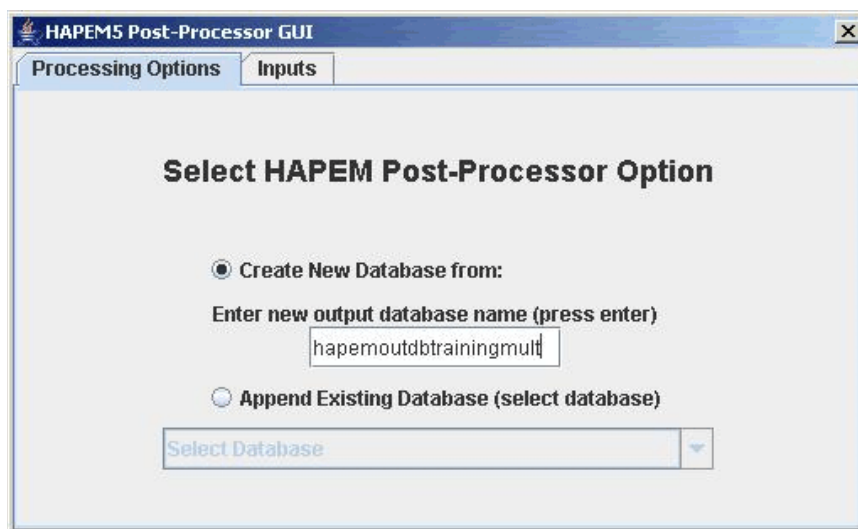 HAPEM5 Post-Processor GUI
Processing Options Inputs
Select HAPEM Post-Processor Option
Create New Database from:
Enter new output database name (press enter)
hapemoutdbtrainingmult
Append Existing Database (select database)
Select Database